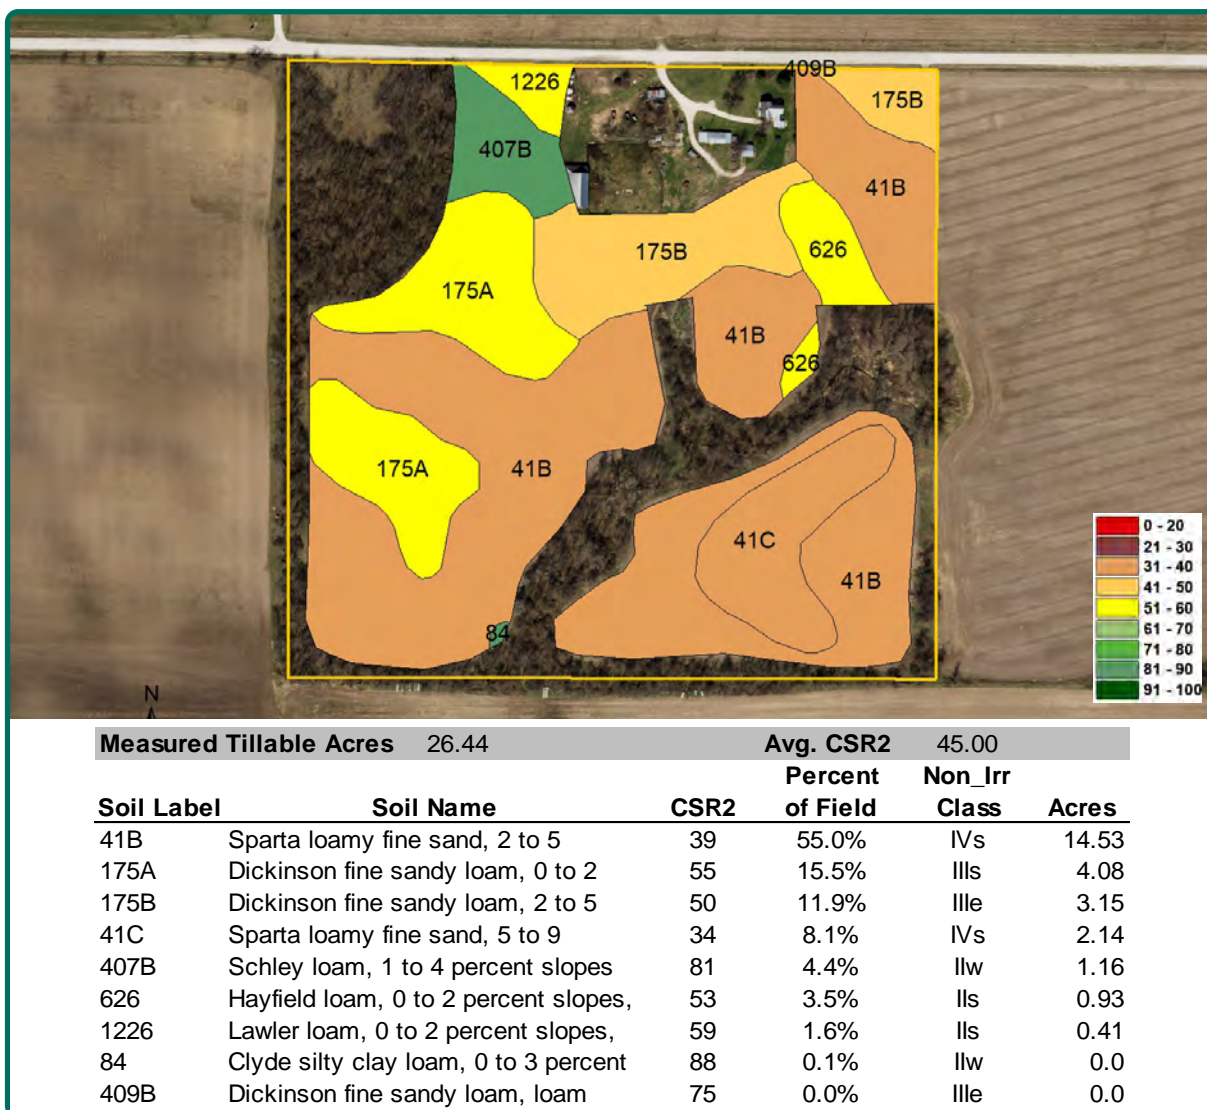 1226
409B
175B
407B
41B
175B
626
175A
41B
626
175A
41B
41C
41B
84
N
0 - 20
21 - 30
31 - 40
41 - 50
51 - 60
61 - 70
71 - 80
81 - 90
91 - 100
Measured Tillable Acres 26.44 Avg. CSR2 45.00
Percent Non_Irr
Soil Label Soil Name CSR2 of Field Class Acres
41B Sparta loamy fine sand, 2 to 5 39 55.0% IVs 14.53
175A Dickinson fine sandy loam, 0 to 2 55 15.5% IIIs 4.08
175B Dickinson fine sandy loam, 2 to 5 50 11.9% IIIe 3.15
41C Sparta loamy fine sand, 5 to 9 34 8.1% IVs 2.14
407B Schley loam, 1 to 4 percent slopes 81 4.4% IIw 1.16
626 Hayfield loam, 0 to 2 percent slopes, 53 3.5% IIs 0.93
1226 Lawler loam, 0 to 2 percent slopes, 59 1.6% IIs 0.41
84 Clyde silty clay loam, 0 to 3 percent 88 0.1% IIw 0.0
409B Dickinson fine sandy loam, loam 75 0.0% IIIe 0.0